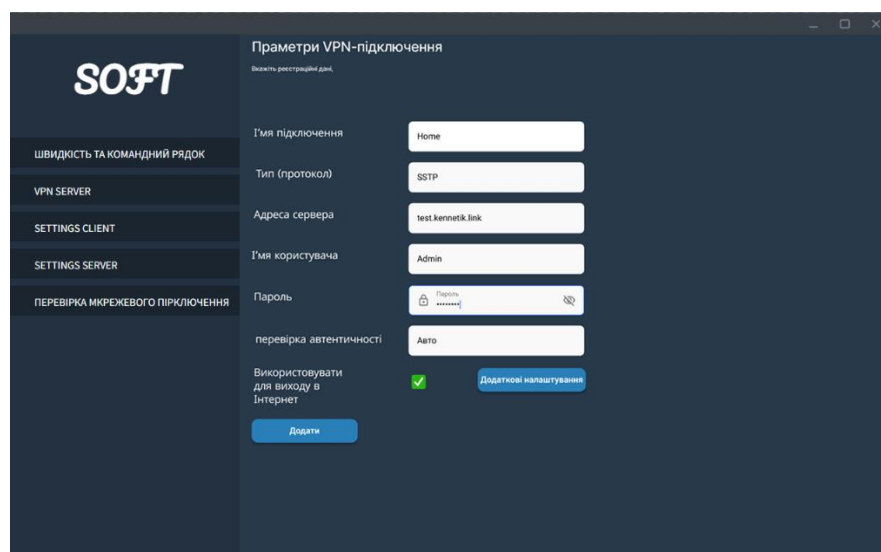 SOFT
ШВИДКІСТЬ ТА КОМАНДНИЙ РЯДОК
VPN SERVER
SETTINGS CLIENT
SETTINGS SERVER
ПЕРЕВІРКА МКРЕЖЕВОГО ПІРКЛЮЧЕННЯ
Праметри VPN-підключення
Вкажіть реєстраційні дані,
І'мя підключення
Home
Тип (протокол)
SSTP
Адреса сервера
test.kennetik.link
І'мя користувача
Admin
Пароль
Пароль
перевірка автентичності
Авто
Використовувати
для виходу в
Інтернет
Додаткові налаштування
Додати